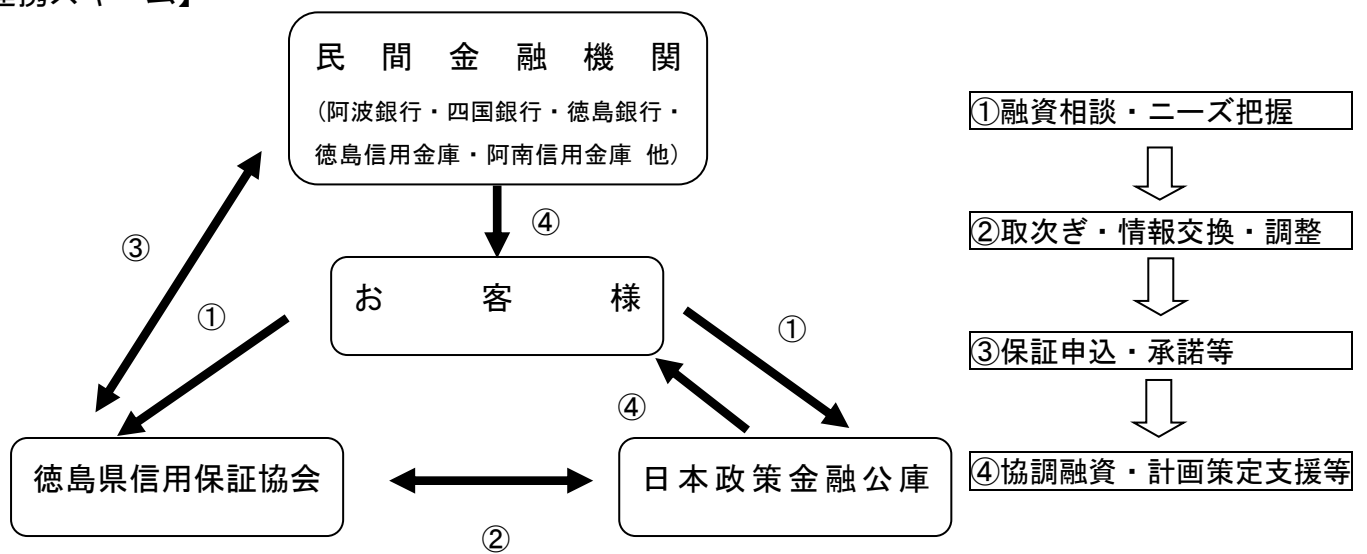 連携スキーム】
民間金融機関
（阿波銀行・四国銀行・徳島銀行・
徳島信用金庫・阿南信用金庫 他）
④
③
お客様
①
①
④
徳島県信用保証協会
日本政策金融公庫
②
①融資相談・ニーズ把握
②取次ぎ・情報交換・調整
③保証申込・承諾等
④協調融資・計画策定支援等